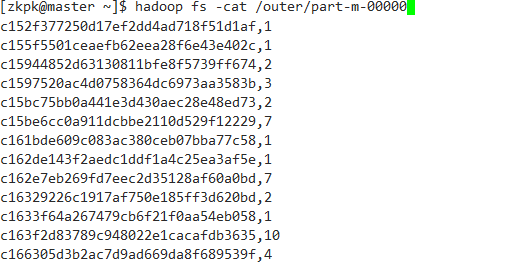 [zkpk@master ~]$ hadoop fs -cat /outer/part-m-00000
c152f377250d17ef2dd4ad718f51d1af,1
c155f5501ceaefb62eea28f6e43e402c,1
c15944852d63130811bfe8f5739ff674,2
c1597520ac4d0758364dc6973aa3583b,3
c15bc75bb0a441e3d430aec28e48ed73,2
c15be6cc0a911dcbbe2110d529f12229,7
c161bde609c083ac380ceb07bba77c58,1
c162de143f2aedc1ddf1a4c25ea3af5e,1
c162e7eb269fd7eec2d35128af60a0bd,7
c16329226c1917af750e185ff3d620bd,2
c1633f64a267479cb6f21f0aa54eb058,1
c163f2d83789c948022e1cacafdb3635,10
c166305d3b2ac7d9ad669da8f689539f,4